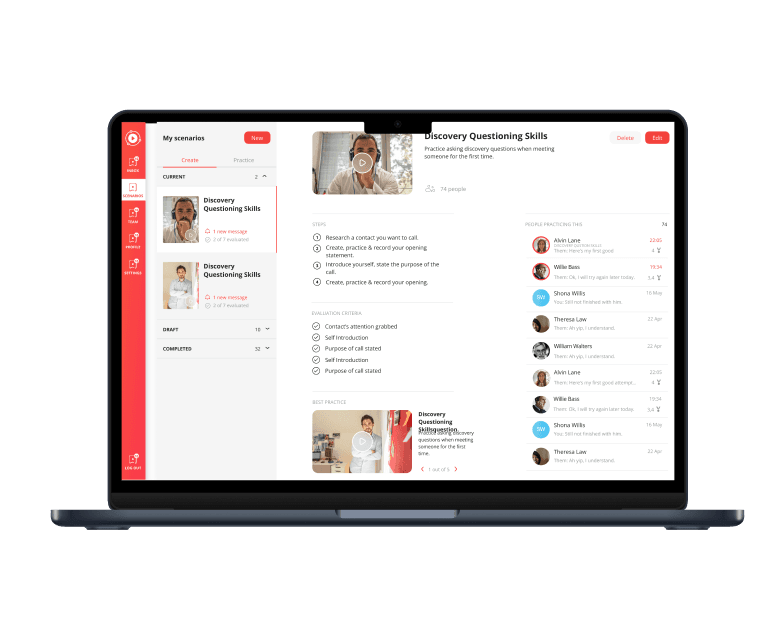 INBOX
SCENARIOS
TEAM
PROFILE
SETTINGS
LOG OUT
My scenarios
New
Create
Practice
CURRENT
2
Discovery
Questioning Skills
1 new message
2 of 7 evaluated
Discovery
Questioning Skills
1 new message
2 of 7 evaluated
DRAFT
10
COMPLETED
32
Discovery Questioning Skills
Practice asking discovery questions when meeting
someone for the first time.
74 people
Delete
Edit
STEPS
1 Research a contact you want to call.
2 Create, practice & record your opening
statement.
3 Introduce yourself, state the purpose of the
call.
4 Create, practice & record your opening.
EVALUATION CRITERIA
Contact's attention grabbed
Self Introduction
Purpose of call stated
Self Introduction
Purpose of call stated
BEST PRACTICE
Discovery
Questioning
Skillsquestion
Practice asking discovery
questions when meeting
someone for the first
time.
1 out of 5
PEOPLE PRACTICING THIS
74
Alvin Lane
22:05
Them: Here's my first good
4
Willie Bass
19:34
Them: Ok, I will try again later today.
3.4
SW
Shona Willis
16 May
You: Still not finished with him.
Theresa Law
22 Apr
Them: Ah yip, I understand.
William Walters
22 Apr
Them: Ah yip, I understand.
Alvin Lane
22:05
Them: Here's my first good attempt...
4
Willie Bass
19:34
Them: Ok, I will try again later today.
3.4
SW
Shona Willis
16 May
You: Still not finished with him.
Theresa Law
22 Apr
Them: Ah yip, I understand.